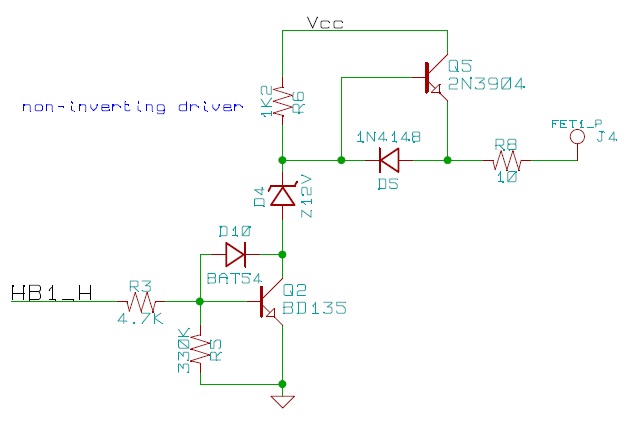 Vcc
Q5
2N3904
non-inverting driver
1K2
R6
FET1_P
J4
1N4148
R8
D5
10
D4
Z12V
D10
BAT54
HB1_H
R3
4.7K
Q2
BD135
330K
R5